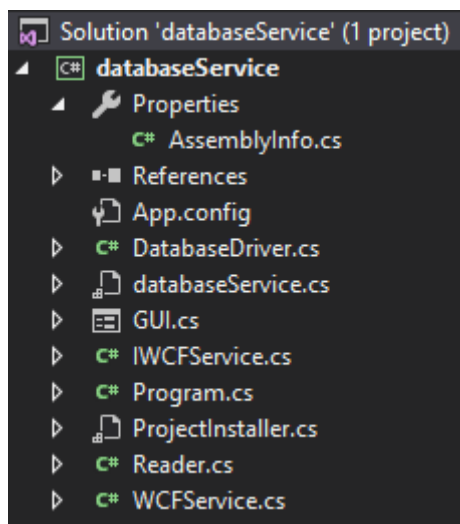 Solution 'databaseService' (1 project)
C# databaseService
Properties
C# AssemblyInfo.cs
References
App.config
C# DatabaseDriver.cs
databaseService.cs
GUI.cs
C# IWCFService.cs
C# Program.cs
ProjectInstaller.cs
C# Reader.cs
C# WCFService.cs